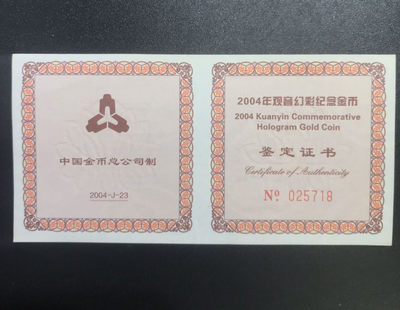 中国金币总公司制
2004-J-23
2004年观音幻彩纪念金币
2004 Kuanyin Commemorative
Hologram Gold Coin
鉴定证书
Certificate of Authenticity
№ 025718